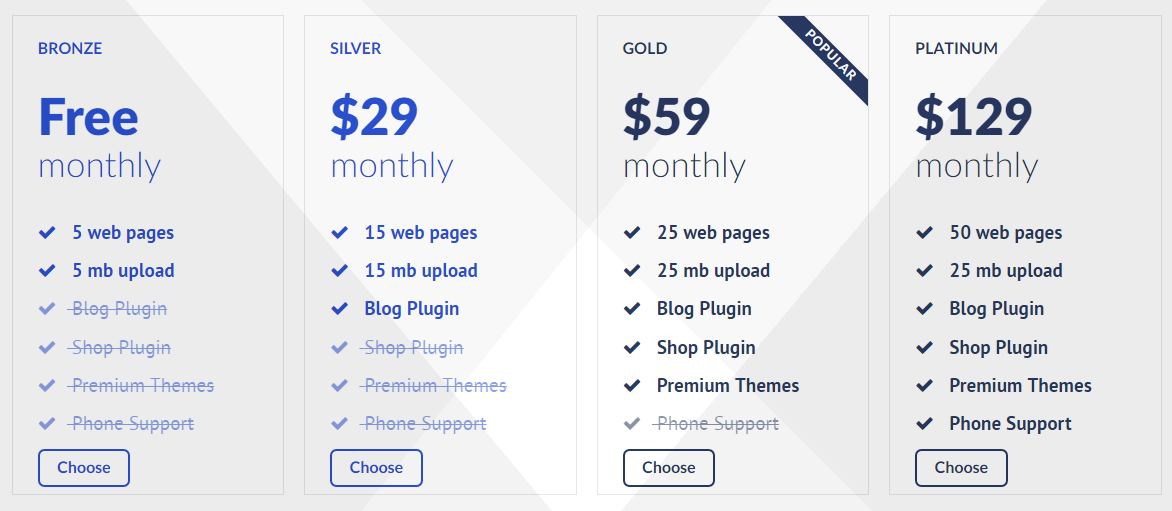 BRONZE
Free
monthly
5 web pages
5 mb upload
Blog Plugin
Shop Plugin
Premium Themes
Phone Support
Choose
SILVER
$29
monthly
15 web pages
15 mb upload
Blog Plugin
Shop Plugin
Premium Themes
Phone Support
Choose
GOLD
POPULAR
$59
monthly
25 web pages
25 mb upload
Blog Plugin
Shop Plugin
Premium Themes
Phone Support
Choose
PLATINUM
$129
monthly
50 web pages
25 mb upload
Blog Plugin
Shop Plugin
Premium Themes
Phone Support
Choose